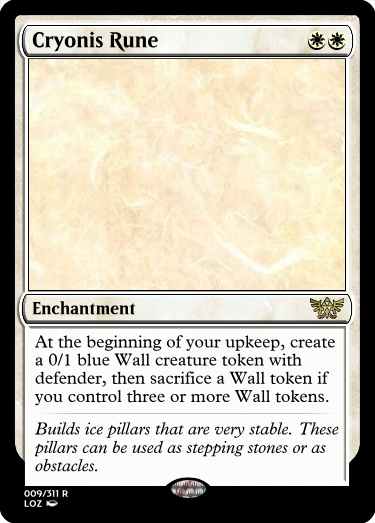 Cryonis Rune
Enchantment
At the beginning of your upkeep, create
a 0/1 blue Wall creature token with
defender, then sacrifice a Wall token if
you control three or more Wall tokens.
Builds ice pillars that are very stable. These
pillars can be used as stepping stones or as
obstacles.
009/311 R
LOZ